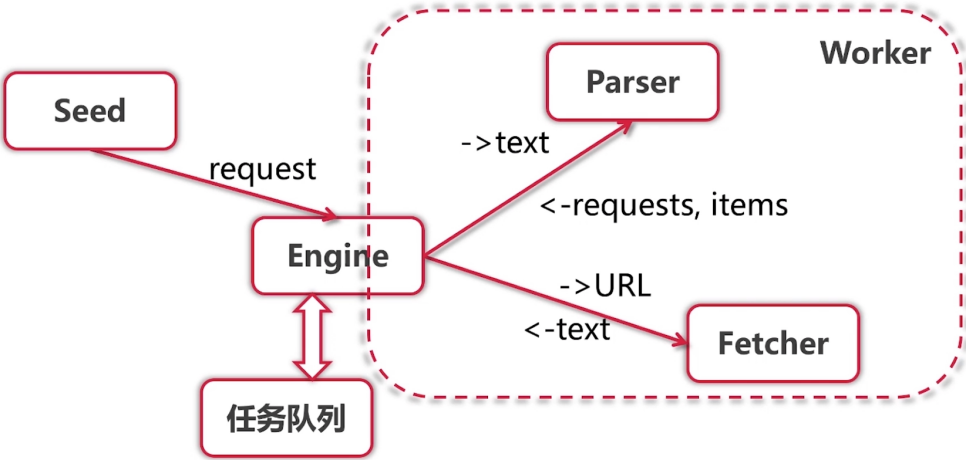 Worker
Parser
Seed
->text
request
<-requests, items
Engine
->URL
<-text
Fetcher
任务队列